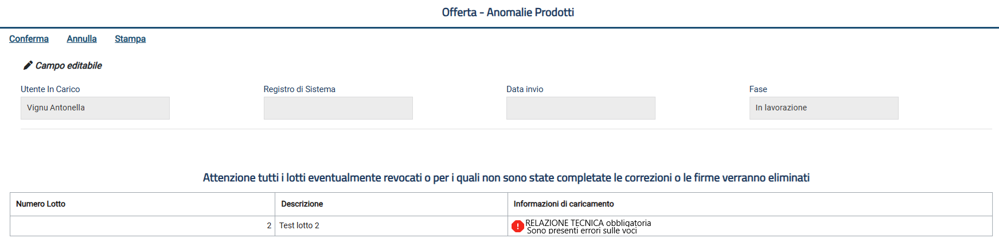 Offerta - Anomalie Prodotti
Conferma Annulla Stampa
Campo editabile
Utente In Carico Registro di Sistema Data invio Fase
Vignu Antonella In lavorazione
Attenzione tutti i lotti eventualmente revocati o per i quali non sono state completate le correzioni o le firme verranno eliminati
Numero Lotto Descrizione Informazioni di caricamento
2 Test lotto 2 RELAZIONE TECNICA obbligatoria
Sono presenti errori sulle voci